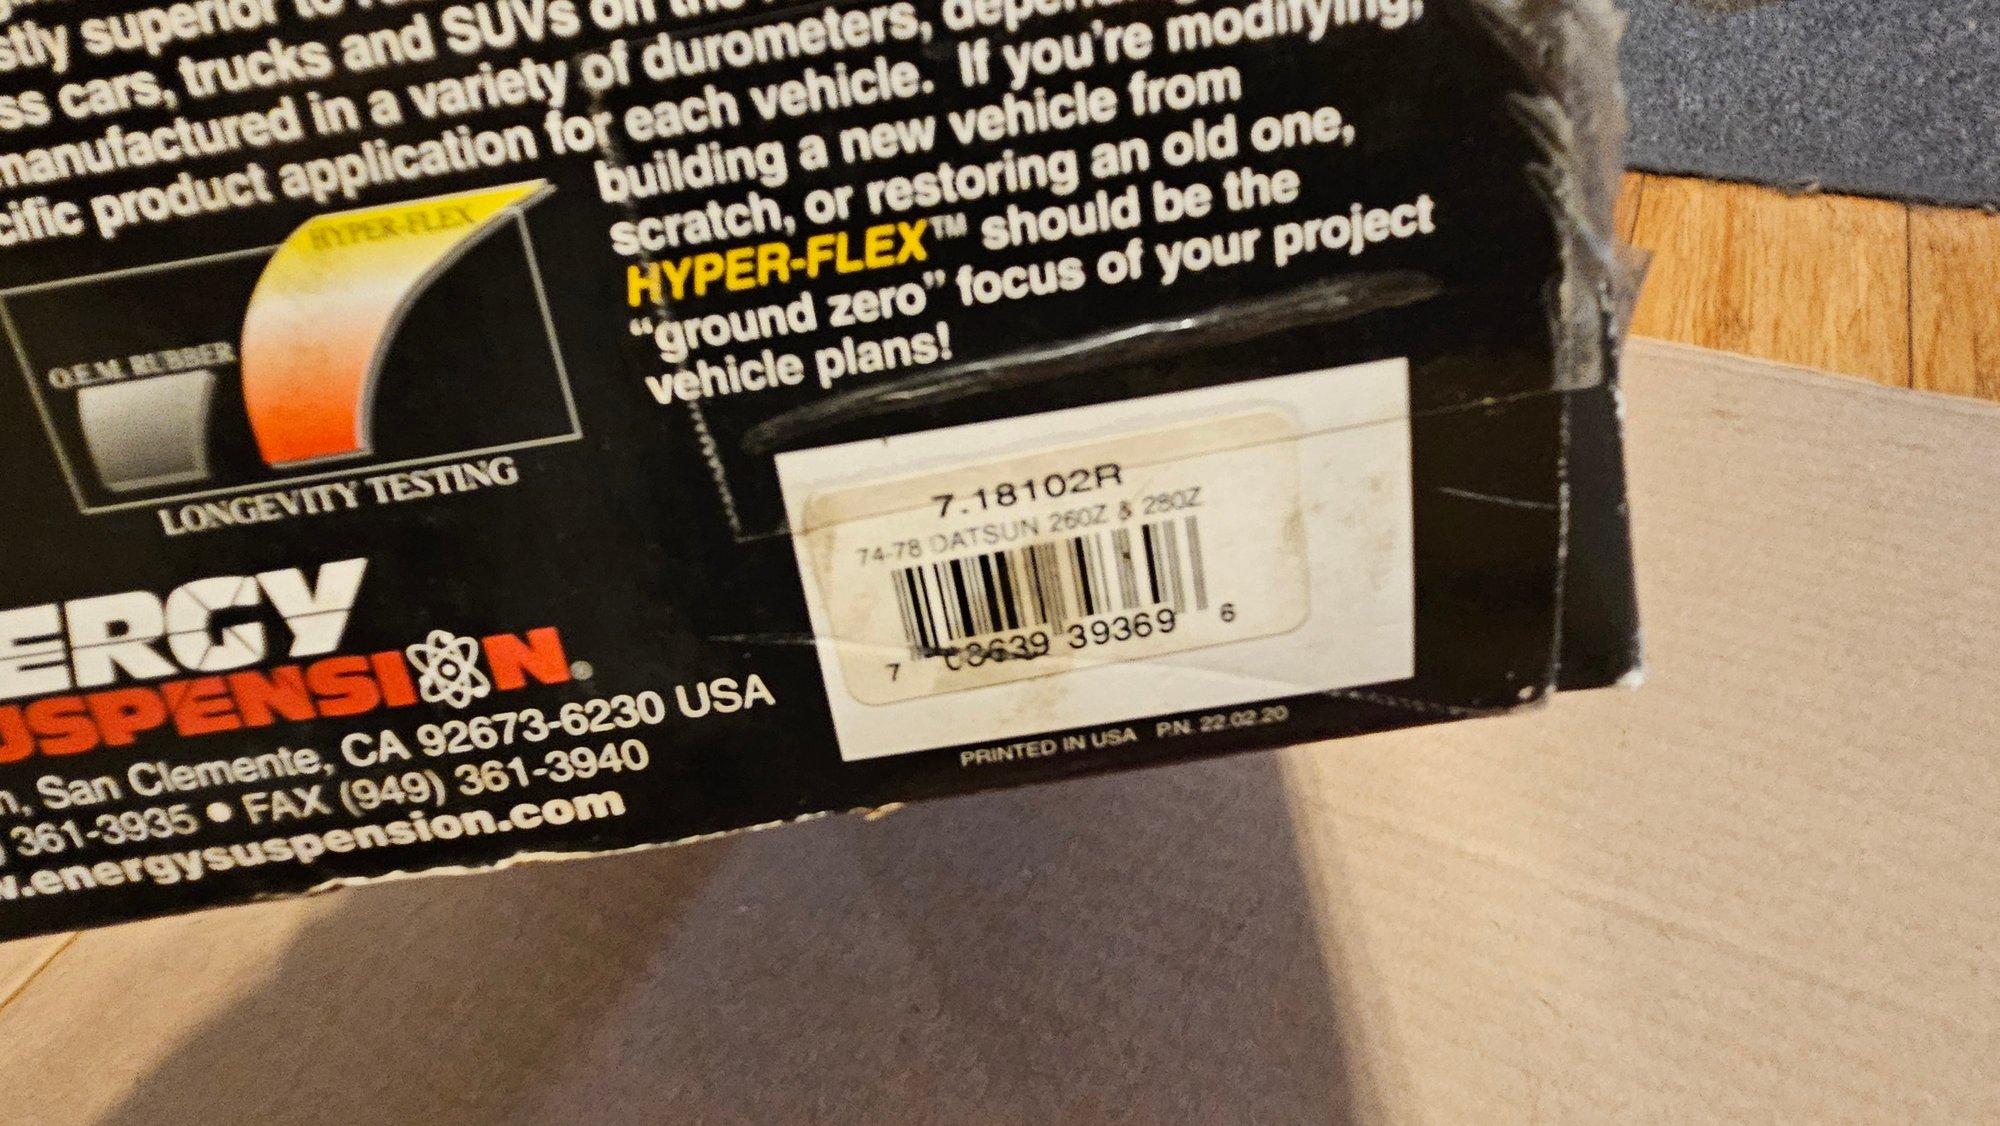 superior to
ss cars, trucks and SUVs on the
manufactured in a variety of durometers,
cific product application for each vehicle. If you're modifying,
building a new vehicle from
scratch, or restoring an old one,
HYPER-FLEX™ should be the
"ground zero" focus of your project
vehicle plans!
HYPER-FLEX
O.E.M. RUBBER
LONGEVITY TESTING
ERGY
USPENSION®
San Clemente, CA 92673-6230 USA
361-3935 • FAX (949) 361-3940
w.energysuspension.com
7.18102R
74-78 DATSUN 260Z & 280Z
7 03639 39369 6
PRINTED IN USA P.N. 22.02.20